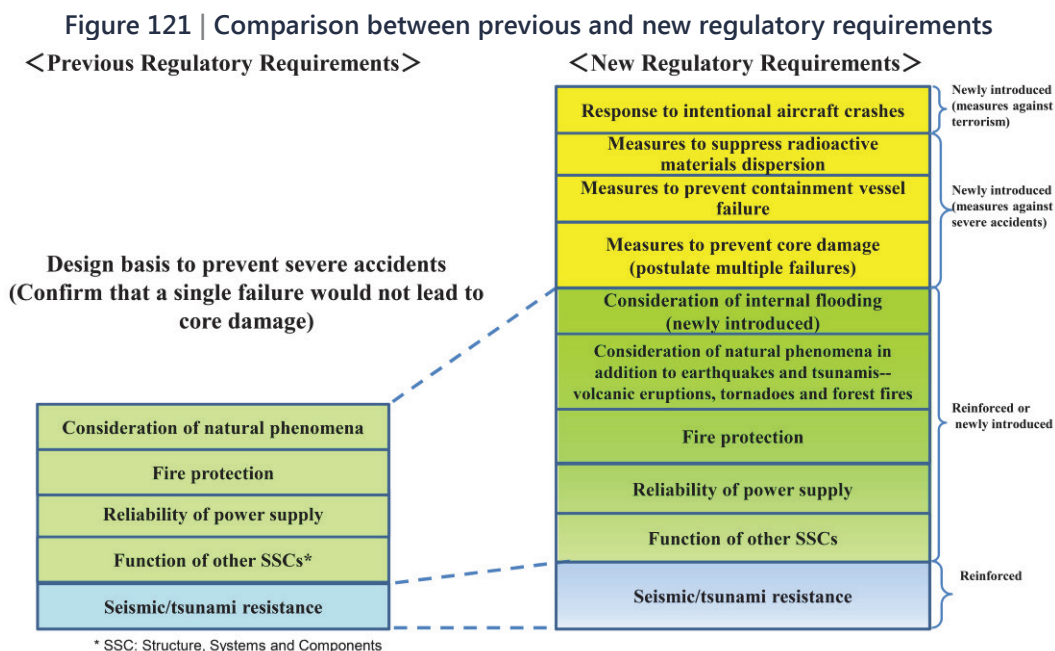 Figure 121 | Comparison between previous and new regulatory requirements
＜Previous Regulatory Requirements＞
Design basis to prevent severe accidents
(Confirm that a single failure would not lead to
core damage)
Consideration of natural phenomena
Fire protection
Reliability of power supply
Function of other SSCs*
Seismic/tsunami resistance
* SSC: Structure, Systems and Components
＜New Regulatory Requirements＞
Response to intentional aircraft crashes
Measures to suppress radioactive
materials dispersion
Measures to prevent containment vessel
failure
Measures to prevent core damage
(postulate multiple failures)
Consideration of internal flooding
(newly introduced)
Consideration of natural phenomena in
addition to earthquakes and tsunamis--
volcanic eruptions, tornadoes and forest fires
Fire protection
Reliability of power supply
Function of other SSCs
Seismic/tsunami resistance
Newly introduced
(measures against
terrorism)
Newly introduced
(measures against
severe accidents)
Reinforced or
newly introduced
Reinforced